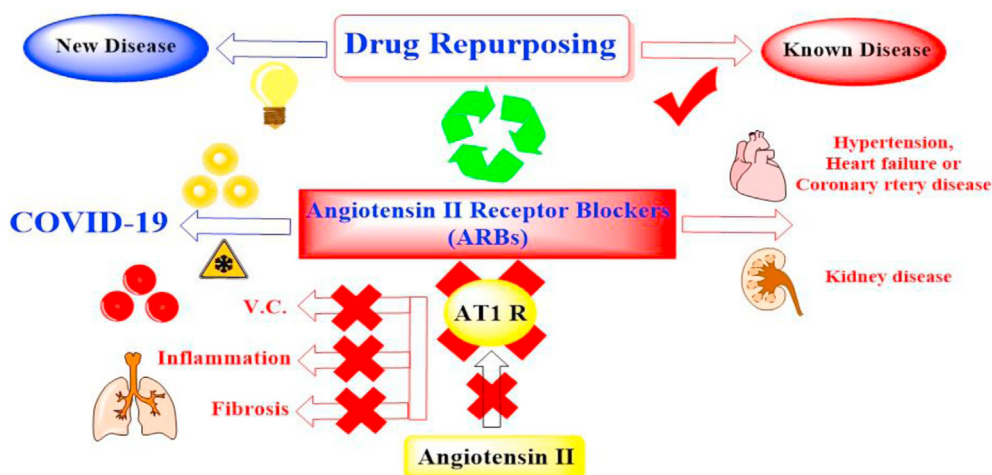 New Disease
Drug Repurposing
Known Disease
Hypertension,
Heart failure or
Coronary rtery disease
COVID-19
Angiotensin II Receptor Blockers
(ARBs)
Kidney disease
V.C.
AT1 R
Inflammation
Fibrosis
Angiotensin II